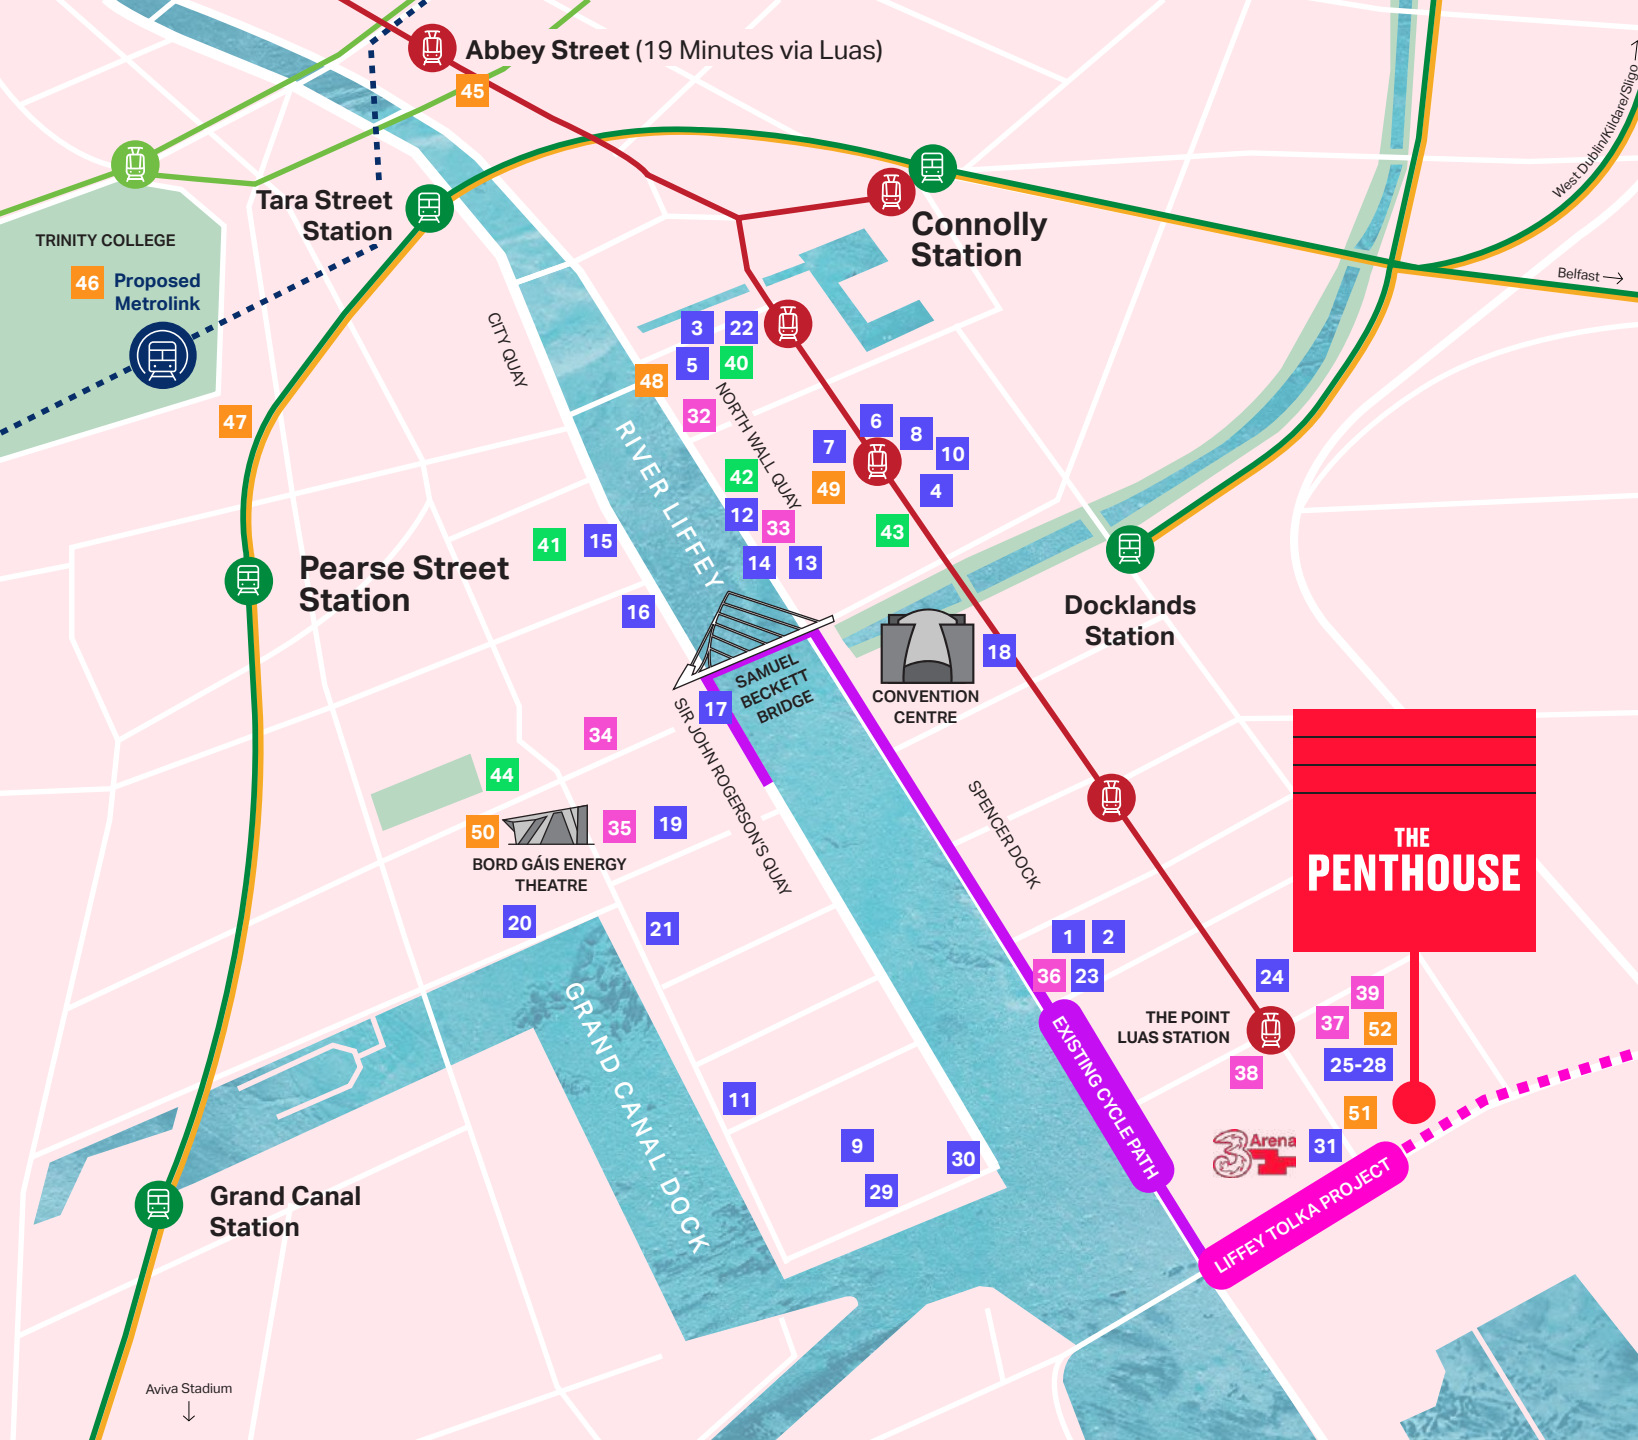 Abbey Street (19 Minutes via Luas)
45
West Dublin/Kildare/Sligo
Tara Street
Station
TRINITY COLLEGE
46
Proposed
Metrolink
Connolly
Station
Belfast
CITY QUAY
3
22
5
40
48
32
NORTH WALL QUAY
47
RIVER LIFFEY
6
7
8
10
42
49
4
12
33
43
41
15
14
13
Pearse Street
Station
16
Docklands
Station
18
SAMUEL
BECKETT
BRIDGE
CONVENTION
CENTRE
17
SIR JOHN ROGERSON'S QUAY
34
44
SPENCER DOCK
50
35
19
BORD GÁIS ENERGY
THEATRE
THE
PENTHOUSE
20
21
1
2
36
23
24
39
37
52
THE POINT
LUAS STATION
25-28
38
GRAND CANAL DOCK
EXISTING CYCLE PATH
11
51
9
30
3Arena
31
29
LIFFEY TOLKA PROJECT
Grand Canal
Station
Aviva Stadium